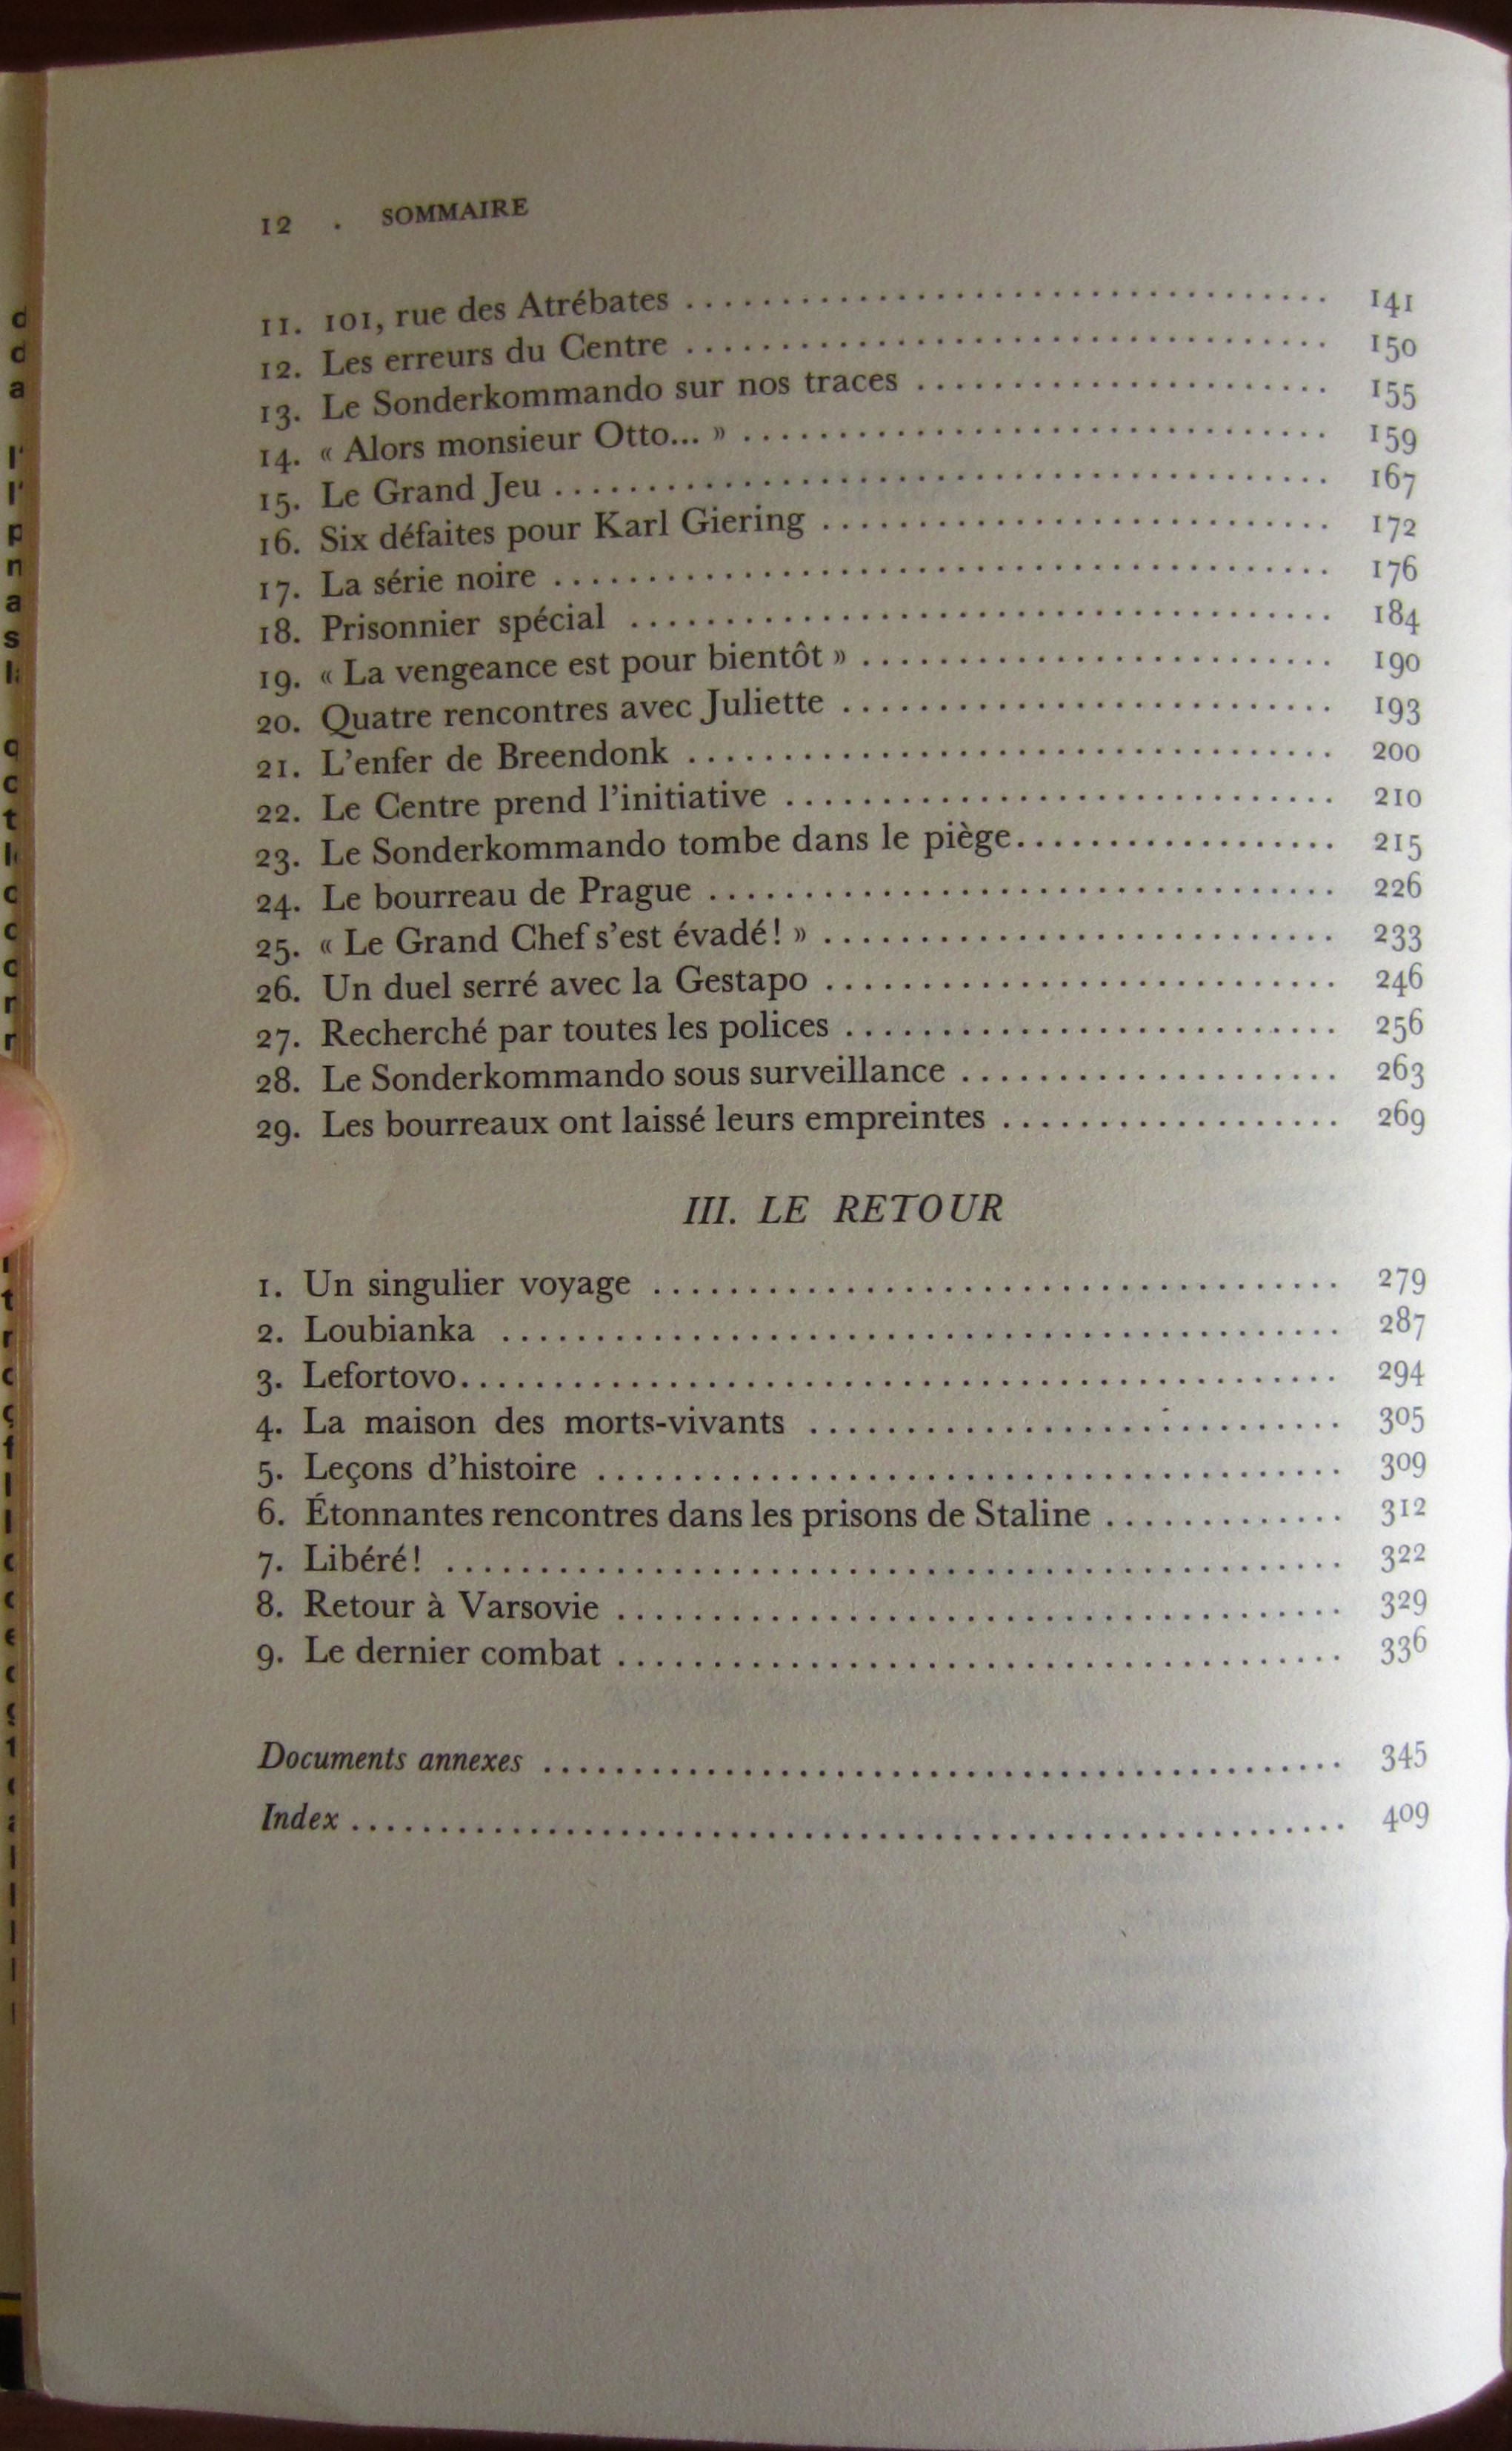 12 . SOMMAIRE
11. 101, rue des Atrébates ........ 141
12. Les erreurs du Centre ........ 150
13. Le Sonderkommando sur nos traces ........ 155
14. « Alors monsieur Otto... » ........ 159
15. Le Grand Jeu ........ 167
16. Six défaites pour Karl Giering ........ 172
17. La série noire ........ 176
18. Prisonnier spécial ........ 184
19. « La vengeance est pour bientôt » ........ 190
20. Quatre rencontres avec Juliette ........ 193
21. L'enfer de Breendonk ........ 200
22. Le Centre prend l'initiative ........ 210
23. Le Sonderkommando tombe dans le piège ........ 215
24. Le bourreau de Prague ........ 226
25. « Le Grand Chef s'est évadé! » ........ 233
26. Un duel serré avec la Gestapo ........ 246
27. Recherché par toutes les polices ........ 256
28. Le Sonderkommando sous surveillance ........ 263
29. Les bourreaux ont laissé leurs empreintes ........ 269
III. LE RETOUR
1. Un singulier voyage ........ 279
2. Loubianka ........ 287
3. Lefortovo ........ 294
4. La maison des morts-vivants ........ 305
5. Leçons d'histoire ........ 309
6. Étonnantes rencontres dans les prisons de Staline ........ 312
7. Libéré! ........ 322
8. Retour à Varsovie ........ 329
9. Le dernier combat ........ 336
Documents annexes ........ 345
Index ........ 409